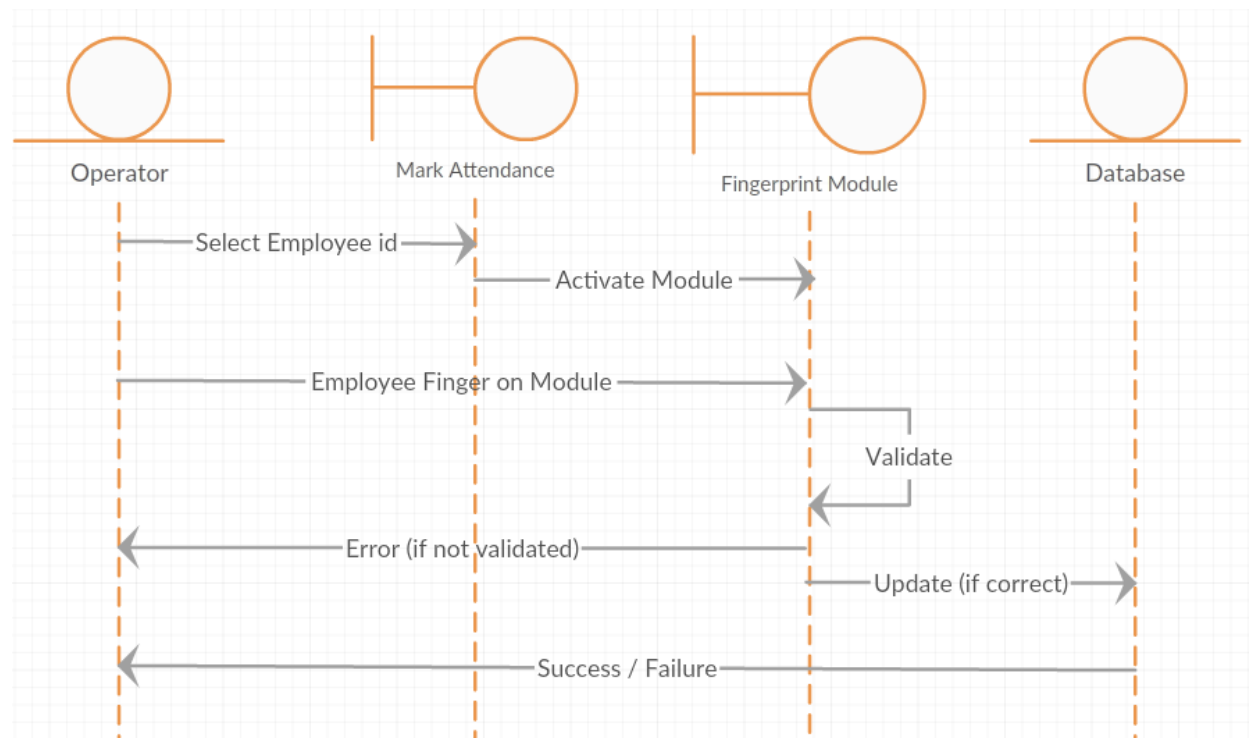 Operator
Mark Attendance
Fingerprint Module
Database
Select Employee id
Activate Module
Employee Finger on Module
Validate
Error (if not validated)
Update (if correct)
Success / Failure